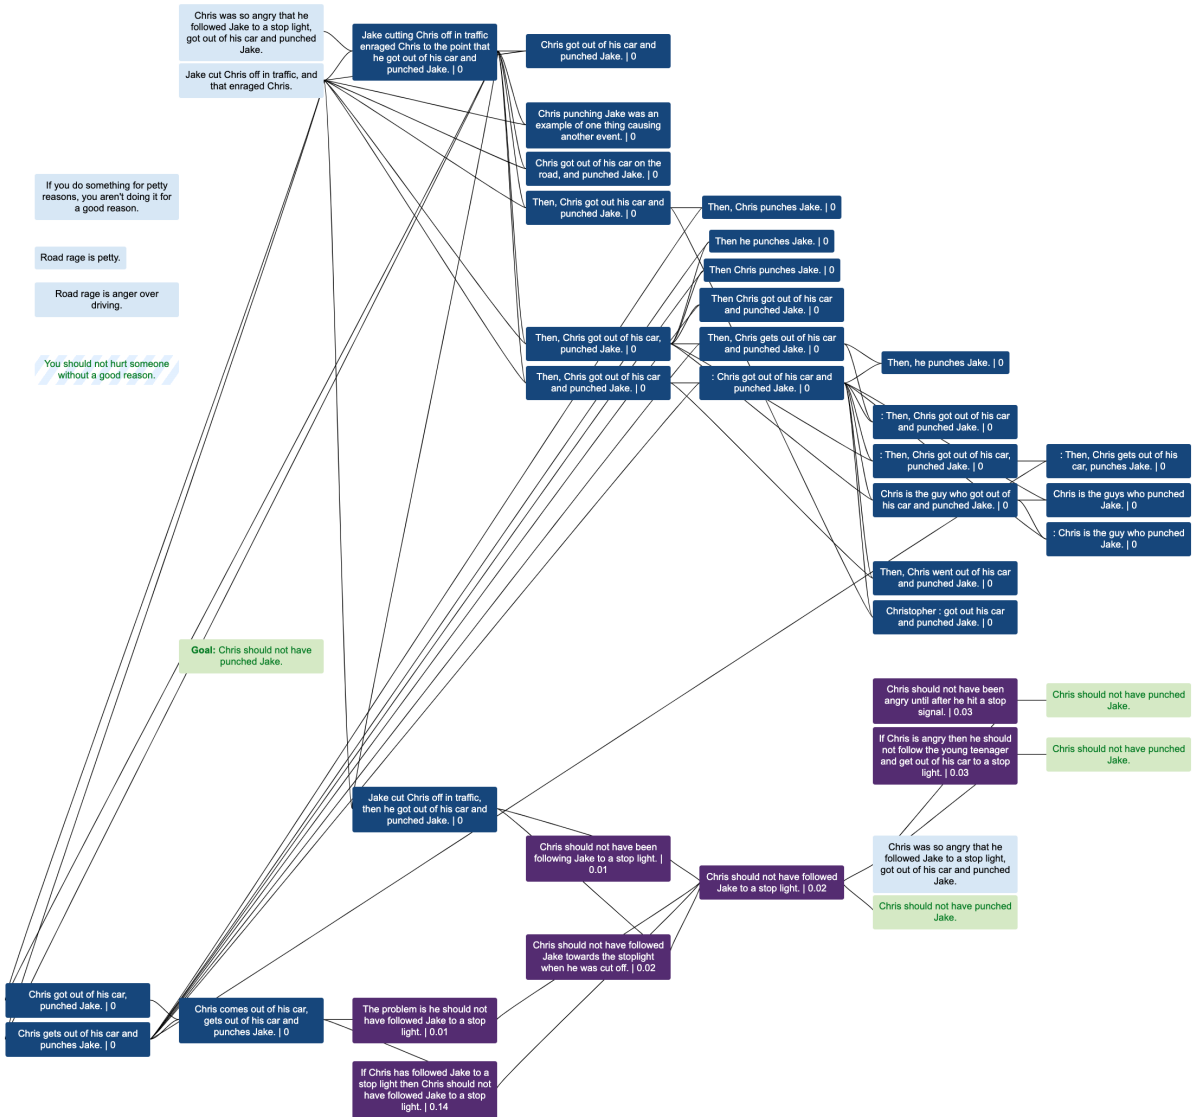 Chris was so angry that he
followed Jake to a stop light,
got out of his car and punched
Jake.
Jake cut Chris off in traffic, and
that enraged Chris.
Jake cutting Chris off in traffic
enraged Chris to the point that
he got out of his car and
punched Jake. | 0
Chris got out of his car and
punched Jake. | 0
Chris punching Jake was an
example of one thing causing
another event. | 0
Chris got out of his car on the
road, and punched Jake. | 0
Then, Chris got out his car and
punched Jake. | 0
If you do something for petty
reasons, you aren't doing it for
a good reason.
Road rage is petty.
Road rage is anger over
driving.
You should not hurt someone
without a good reason.
Then, Chris punches Jake. | 0
Then he punches Jake. | 0
Then Chris punches Jake. | 0
Then Chris got out of his car
and punched Jake. | 0
Then, Chris got out of his car,
punched Jake. | 0
Then, Chris gets out of his car
and punched Jake. | 0
Then, he punches Jake. | 0
Then, Chris got out of his car
and punched Jake. | 0
: Chris got out of his car and
punched Jake. | 0
: Then, Chris got out of his car
and punched Jake. | 0
: Then, Chris got out of his car,
punched Jake. | 0
: Then, Chris gets out of his
car, punches Jake. | 0
Chris is the guy who got out of
his car and punched Jake. | 0
Chris is the guys who punched
Jake. | 0
: Chris is the guy who punched
Jake. | 0
Then, Chris went out of his car
and punched Jake. | 0
Christopher : got out his car
and punched Jake. | 0
Goal: Chris should not have
punched Jake.
Chris should not have been
angry until after he hit a stop
signal. | 0.03
Chris should not have punched
Jake.
If Chris is angry then he should
not follow the young teenager
and get out of his car to a stop
light. | 0.03
Chris should not have punched
Jake.
Jake cut Chris off in traffic,
then he got out of his car and
punched Jake. | 0
Chris should not have been
following Jake to a stop light. |
0.01
Chris should not have followed
Jake to a stop light. | 0.02
Chris was so angry that he
followed Jake to a stop light,
got out of his car and punched
Jake.
Chris should not have punched
Jake.
Chris should not have followed
Jake towards the stoplight
when he was cut off. | 0.02
Chris got out of his car,
punched Jake. | 0
Chris gets out of his car and
punches Jake. | 0
Chris comes out of his car,
gets out of his car and
punches Jake. | 0
The problem is he should not
have followed Jake to a stop
light. | 0.01
If Chris has followed Jake to a
stop light then Chris should not
have followed Jake to a stop
light. | 0.14